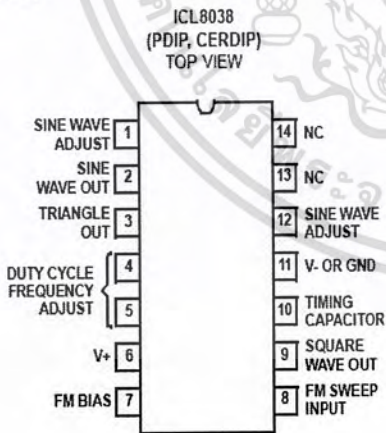 ICL8038
(PDIP, CERDIP)
TOP VIEW
SINE WAVE
ADJUST
1
SINE
WAVE OUT
2
TRIANGLE
OUT
3
DUTY CYCLE
FREQUENCY
ADJUST
4
5
V+
6
FM BIAS
7
14
NC
13
NC
12
SINE WAVE
ADJUST
11
V- OR GND
10
TIMING
CAPACITOR
9
SQUARE
WAVE OUT
8
FM SWEEP
INPUT